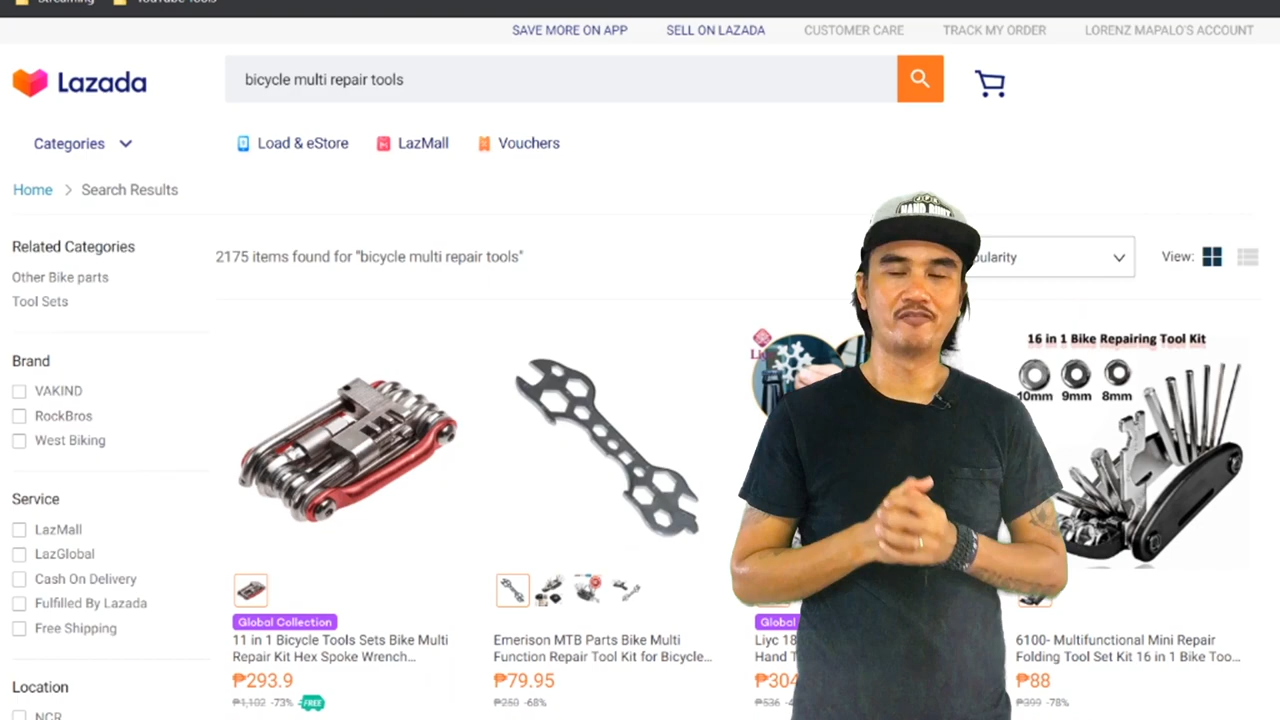 Streaming YouTube Tools
SAVE MORE ON APP SELL ON LAZADA CUSTOMER CARE TRACK MY ORDER LORENZ MAPALO'S ACCOUNT
Lazada
bicycle multi repair tools
Categories
Load & eStore LazMall Vouchers
Home > Search Results
Related Categories
Other Bike parts
Tool Sets
2175 items found for "bicycle multi repair tools"
ularity
View:
HAND
Brand
VAKIND
RockBros
West Biking
Service
LazMall
LazGlobal
Cash On Delivery
Fulfilled By Lazada
Free Shipping
Location
NCR
Global Collection
11 in 1 Bicycle Tools Sets Bike Multi
Repair Kit Hex Spoke Wrench...
₱293.9
₱1,102 -73% FREE
Emerison MTB Parts Bike Multi
Function Repair Tool Kit for Bicycle...
₱79.95
₱250 -68%
Global
Liyc 18
Hand T
₱304
₱536
16 in 1 Bike Repairing Tool Kit
10mm 9mm 8mm
6100- Multifunctional Mini Repair
Folding Tool Set Kit 16 in 1 Bike Too...
₱88
₱399 -78%